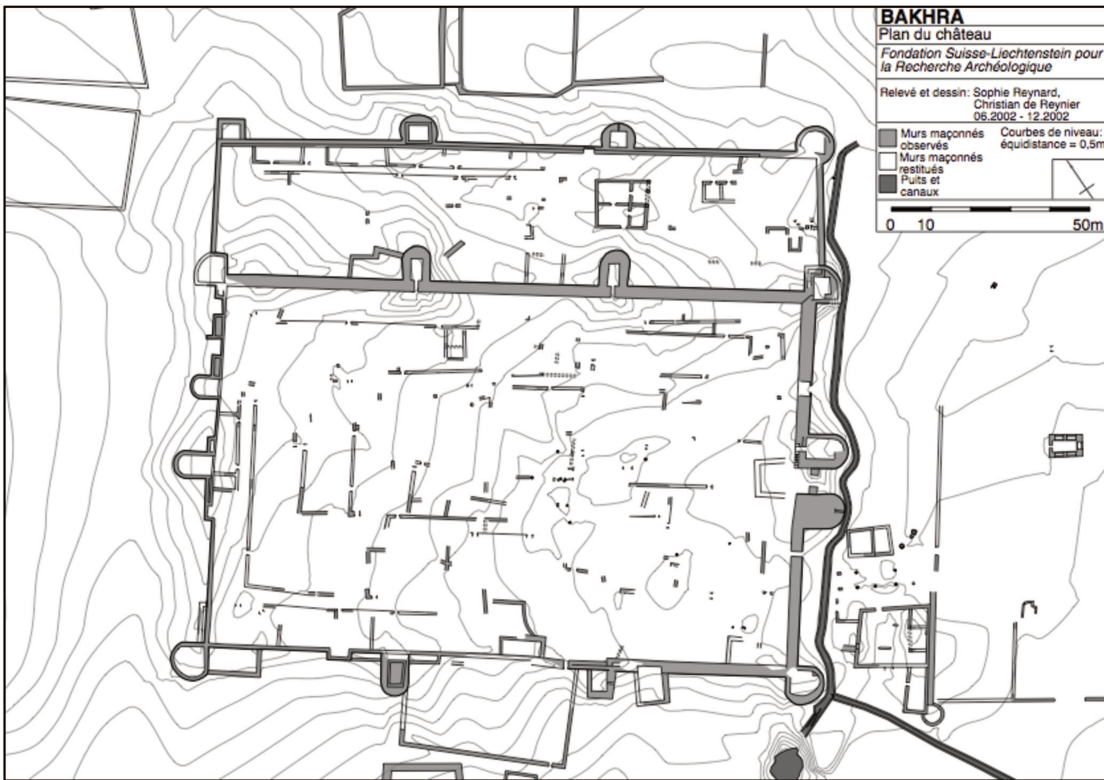 BAKHRA
Plan du château
Fondation Suisse-Liechtenstein pour
la Recherche Archéologique
Relevé et dessin: Sophie Reynard,
Christian de Reynier
06.2002 - 12.2002
Murs maçonnés
observés
Murs maçonnés
restitués
Puits et
canaux
Courbes de niveau:
équidistance = 0,5m
0 10 50m